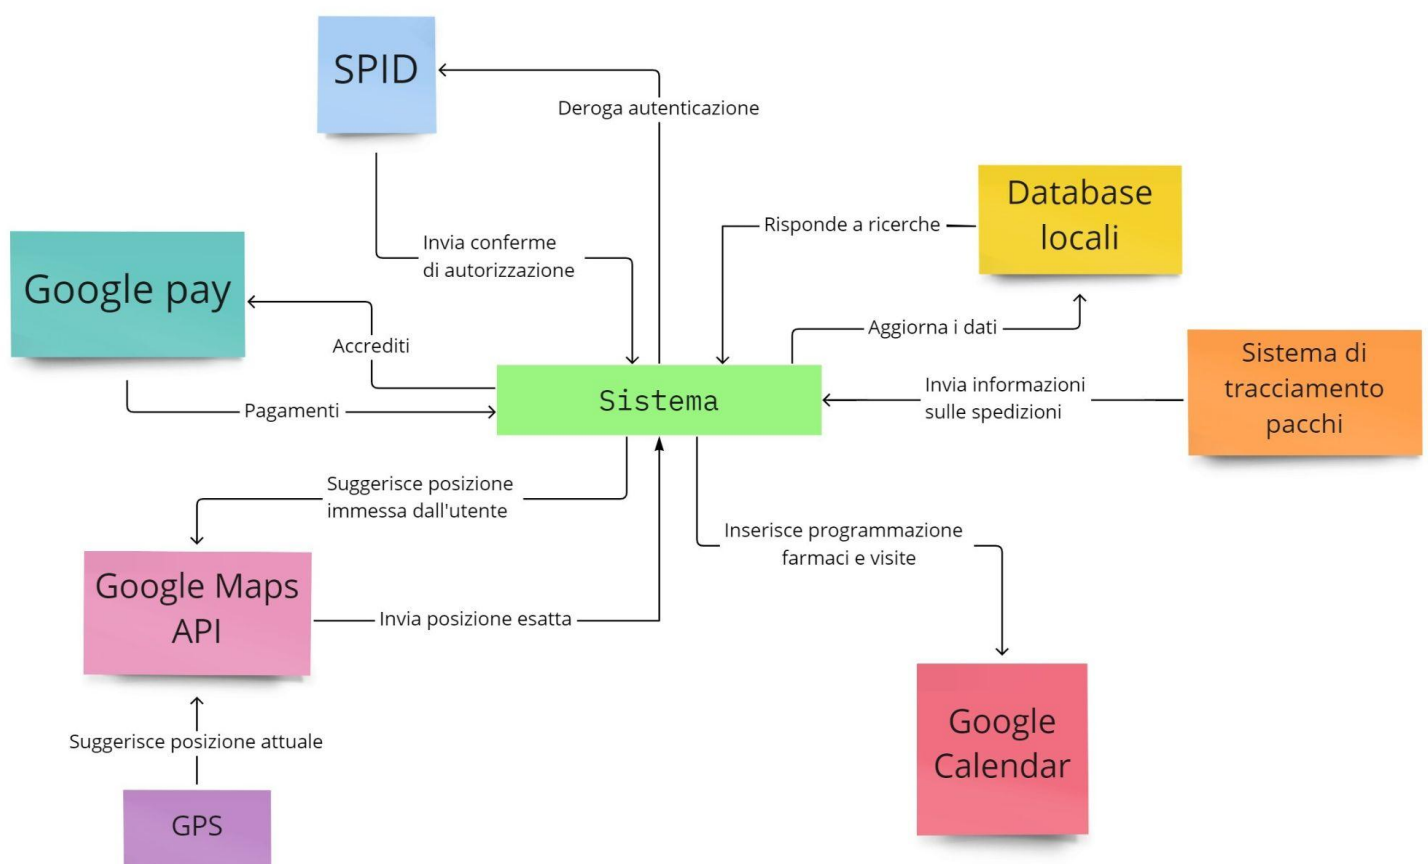 SPID
Deroga autenticazione
Database
locali
Risponde a ricerche
Invia conferme
di autorizzazione
Google pay
Accrediti
Aggiorna i dati
Sistema di
tracciamento
pacchi
Invia informazioni
sulle spedizioni
Sistema
Pagamenti
Suggerisce posizione
immessa dall'utente
Inserisce programmazione
farmaci e visite
Google Maps
API
Invia posizione esatta
Google
Calendar
Suggerisce posizione attuale
GPS